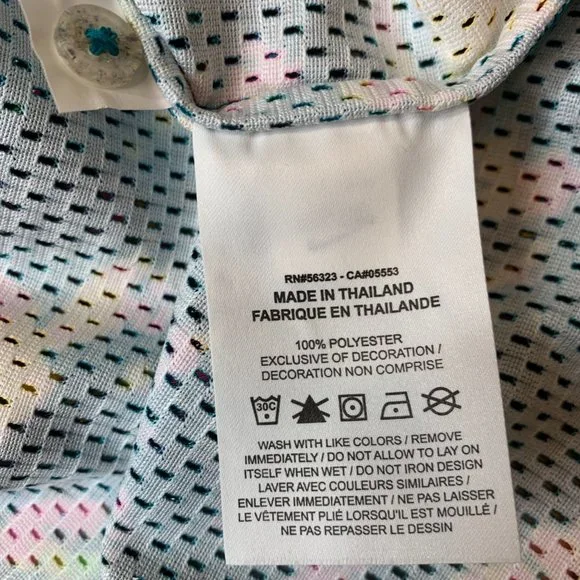 RN#56323 - CA#05553
MADE IN THAILAND
FABRIQUE EN THAILANDE
100% POLYESTER
EXCLUSIVE OF DECORATION /
DECORATION NON COMPRISE
30C
WASH WITH LIKE COLORS / REMOVE
IMMEDIATELY / DO NOT ALLOW TO LAY ON
ITSELF WHEN WET / DO NOT IRON DESIGN
LAVER AVEC COULEURS SIMILAIRES /
ENLEVER IMMÉDIATEMENT / NE PAS LAISSER
LE VÊTEMENT PLIÉ LORSQU'IL EST MOUILLÉ /
NE PAS REPASSER LE DESSIN